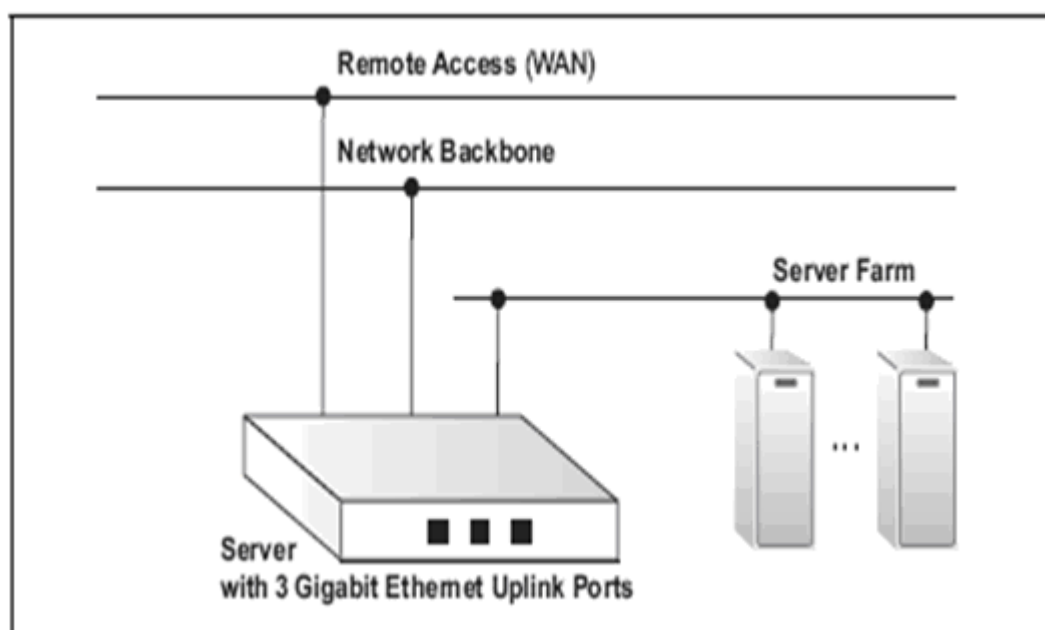 Remote Access (WAN)
Network Backbone
Server Farm
...
Server
with 3 Gigabit Ethernet Uplink Ports